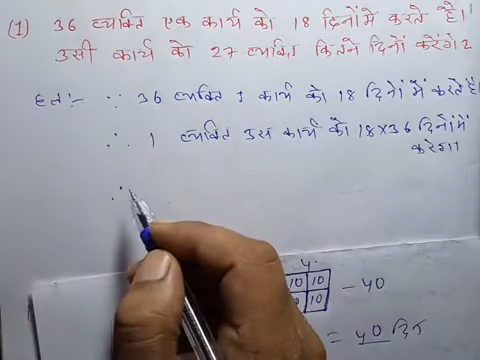 (1) 36 व्यक्ति एक कार्य को 18 दिनों में करते है।
उसी कार्य को 27 व्यक्ति कितने दिनों करेंगे?
हल:- ∵ 36 व्यक्ति 1 कार्य को 18 दिनों में करते है।
∴ 1 व्यक्ति उस कार्य को 18×36 दिनों में
करेगा।
∴
10 10 - 40
10 10
= 40 दिन